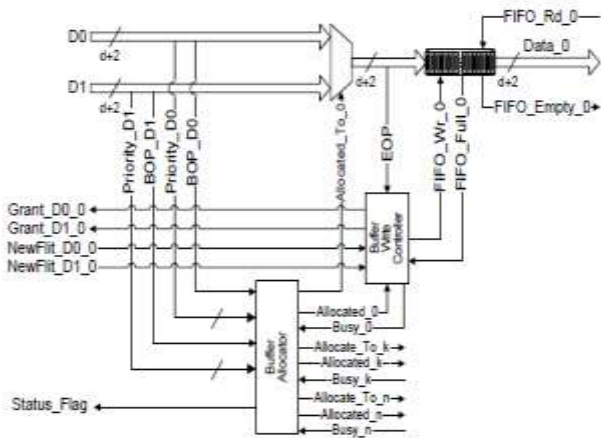 FIFO_Rd_0
D0
d+2
Data_0
d+2
d+2
D1
d+2
FIFO_Empty_0
Priority_D1
BOP_D1
Priority_D0
BOP_D0
Allocated_To_0
EOP
FIFO_Wr_0
FIFO_Full_0
Grant_D0_0
Grant_D1_0
NewFlit_D0_0
NewFlit_D1_0
Buffer
Write
Controller
Allocated_0
Busy_0
Buffer
Allocator
Allocate_To_k
Allocated_k
Busy_k
Allocate_To_n
Allocated_n
Busy_n
Status_Flag